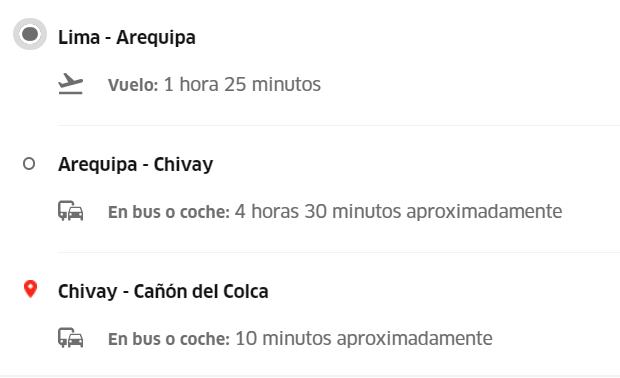 Lima - Arequipa
Vuelo: 1 hora 25 minutos
Arequipa - Chivay
En bus o coche: 4 horas 30 minutos aproximadamente
Chivay - Cañón del Colca
En bus o coche: 10 minutos aproximadamente